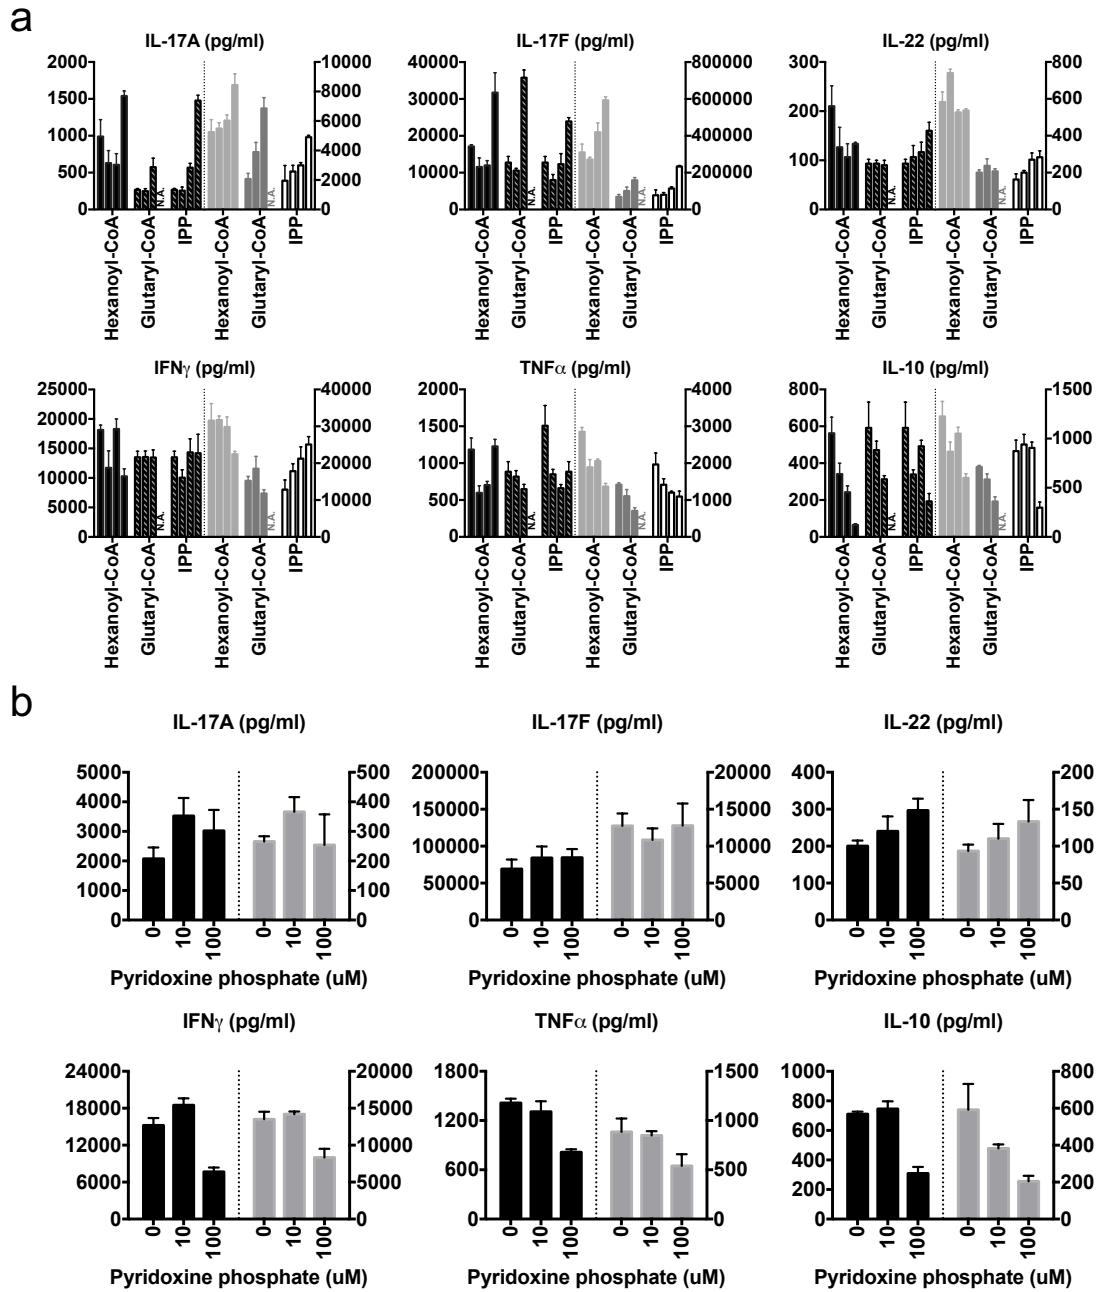 a
IL-17A (pg/ml)
IL-17F (pg/ml)
IL-22 (pg/ml)
2000 10000 40000 800000 300 800
1500 8000 30000 600000 200 600
1000 6000 20000 400000 100 400
500 4000 10000 200000 0 200
0 2000 0 0 0
0
N.A. N.A. N.A. N.A. N.A. N.A.
Hexanoyl-CoA Glutaryl-CoA IPP Hexanoyl-CoA Glutaryl-CoA IPP
Hexanoyl-CoA Glutaryl-CoA IPP Hexanoyl-CoA Glutaryl-CoA IPP
Hexanoyl-CoA Glutaryl-CoA IPP Hexanoyl-CoA Glutaryl-CoA IPP
IFNγ (pg/ml)
TNFα (pg/ml)
IL-10 (pg/ml)
25000 40000 2000 4000 800 1500
20000 30000 1500 3000 600 1000
15000 20000 1000 2000 400 500
10000 10000 500 1000 200 0
5000 0 0 0 0
0
N.A. N.A. N.A. N.A. N.A. N.A.
Hexanoyl-CoA Glutaryl-CoA IPP Hexanoyl-CoA Glutaryl-CoA IPP
Hexanoyl-CoA Glutaryl-CoA IPP Hexanoyl-CoA Glutaryl-CoA IPP
Hexanoyl-CoA Glutaryl-CoA IPP Hexanoyl-CoA Glutaryl-CoA IPP
b
IL-17A (pg/ml)
IL-17F (pg/ml)
IL-22 (pg/ml)
5000 500 200000 20000 400 200
4000 400 150000 15000 300 150
3000 300 100000 10000 200 100
2000 200 50000 5000 100 50
1000 100 0 0 0 0
0 0
0 10 100 0 10 100
0 10 100 0 10 100
0 10 100 0 10 100
Pyridoxine phosphate (uM)
Pyridoxine phosphate (uM)
Pyridoxine phosphate (uM)
IFNγ (pg/ml)
TNFα (pg/ml)
IL-10 (pg/ml)
24000 20000 1800 1500 1000 800
18000 15000 1200 1000 800 600
12000 10000 600 500 600 400
6000 5000 0 0 400 200
0 0 200 0
0
0 10 100 0 10 100
0 10 100 0 10 100
0 10 100 0 10 100
Pyridoxine phosphate (uM)
Pyridoxine phosphate (uM)
Pyridoxine phosphate (uM)